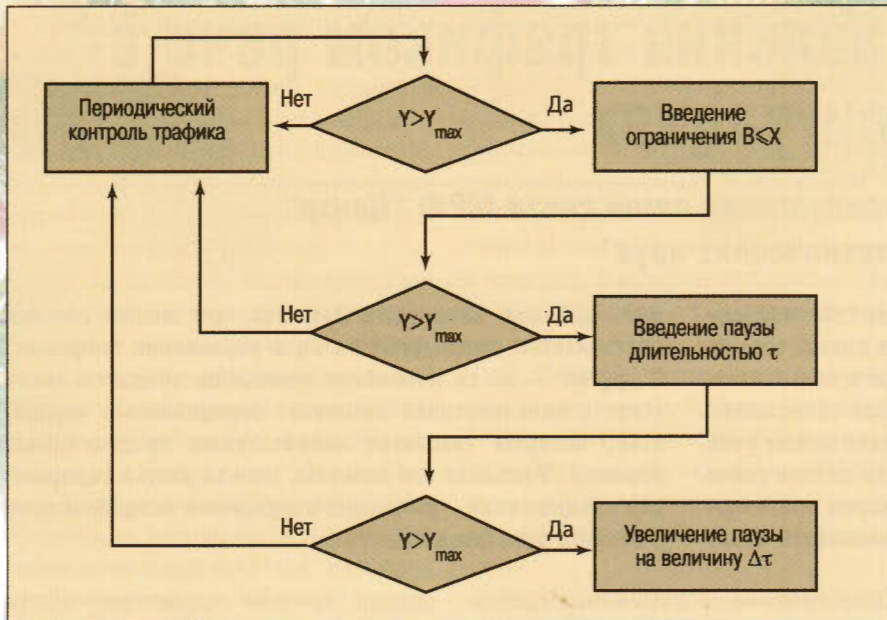 Периодический
контроль трафика
Нет
Y>Y max
Да
Введение
ограничения B⩽X
Нет
Y>Y max
Да
Введение паузы
длительностью τ
Нет
Y>Y max
Да
Увеличение паузы
на величину Δτ